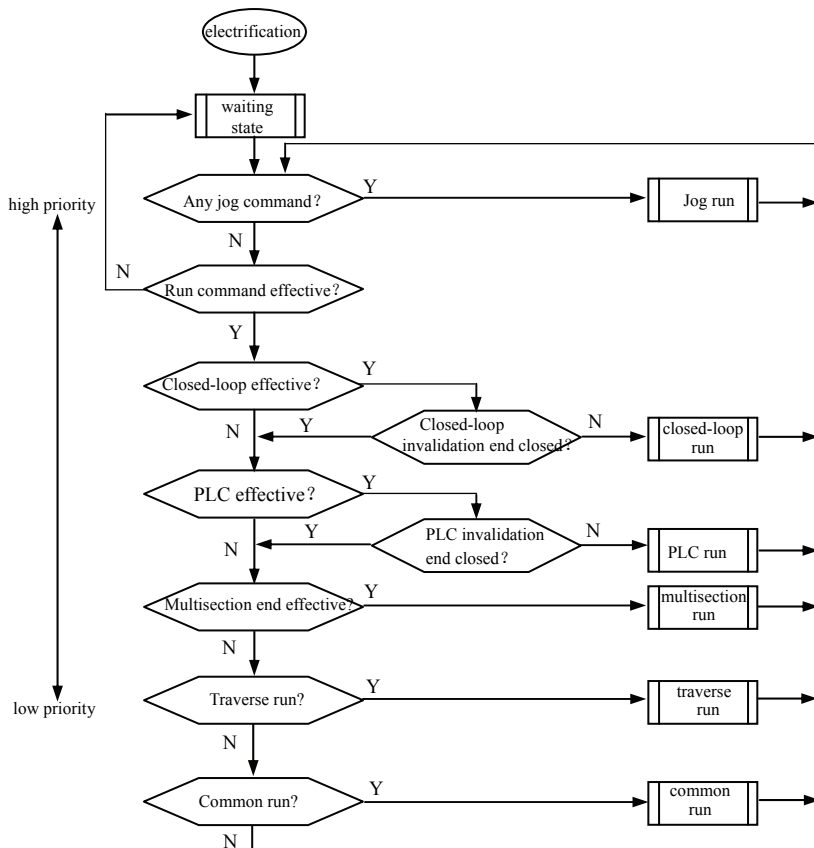 electrification
waiting
state
Any jog command?
Y
Jog run
high priority
N
N
Run command effective?
Y
Closed-loop effective?
Y
Closed-loop
invalidation end closed?
Y
N
closed-loop
run
N
PLC effective?
Y
PLC invalidation
end closed?
Y
N
PLC run
N
Multisection end effective?
Y
multisection
run
N
low priority
Traverse run?
Y
traverse
run
N
Common run?
Y
common
run
N